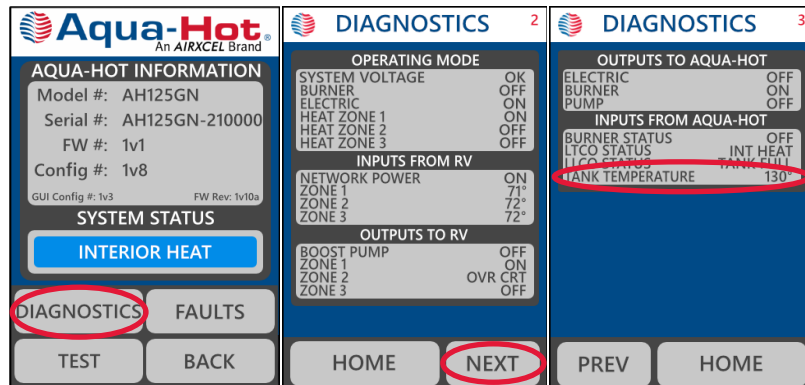 Aqua-Hot®
An AIRXCEL Brand
AQUA-HOT INFORMATION
Model #: AH125GN
Serial #: AH125GN-210000
FW #: 1v1
Config #: 1v8
GUI Config #: 1v3 FW Rev: 1v10a
SYSTEM STATUS
INTERIOR HEAT
DIAGNOSTICS FAULTS
TEST BACK
DIAGNOSTICS 2
OPERATING MODE
SYSTEM VOLTAGE OK
BURNER OFF
ELECTRIC ON
HEAT ZONE 1 ON
HEAT ZONE 2 OFF
HEAT ZONE 3 OFF
INPUTS FROM RV
NETWORK POWER ON
ZONE 1 71°
ZONE 2 72°
ZONE 3 72°
OUTPUTS TO RV
BOOST PUMP OFF
ZONE 1 ON
ZONE 2 OVR CRT
ZONE 3 OFF
HOME NEXT
DIAGNOSTICS 3
OUTPUTS TO AQUA-HOT
ELECTRIC OFF
BURNER ON
PUMP OFF
INPUTS FROM AQUA-HOT
BURNER STATUS OFF
LTCO STATUS INT HEAT
LLCO STATUS TANK FULL
TANK TEMPERATURE 130°
PREV HOME